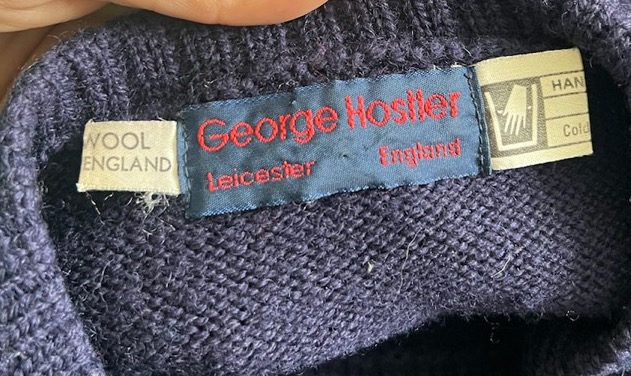 WOOL
ENGLAND
George Hostler
Leicester England
HAN
Cold